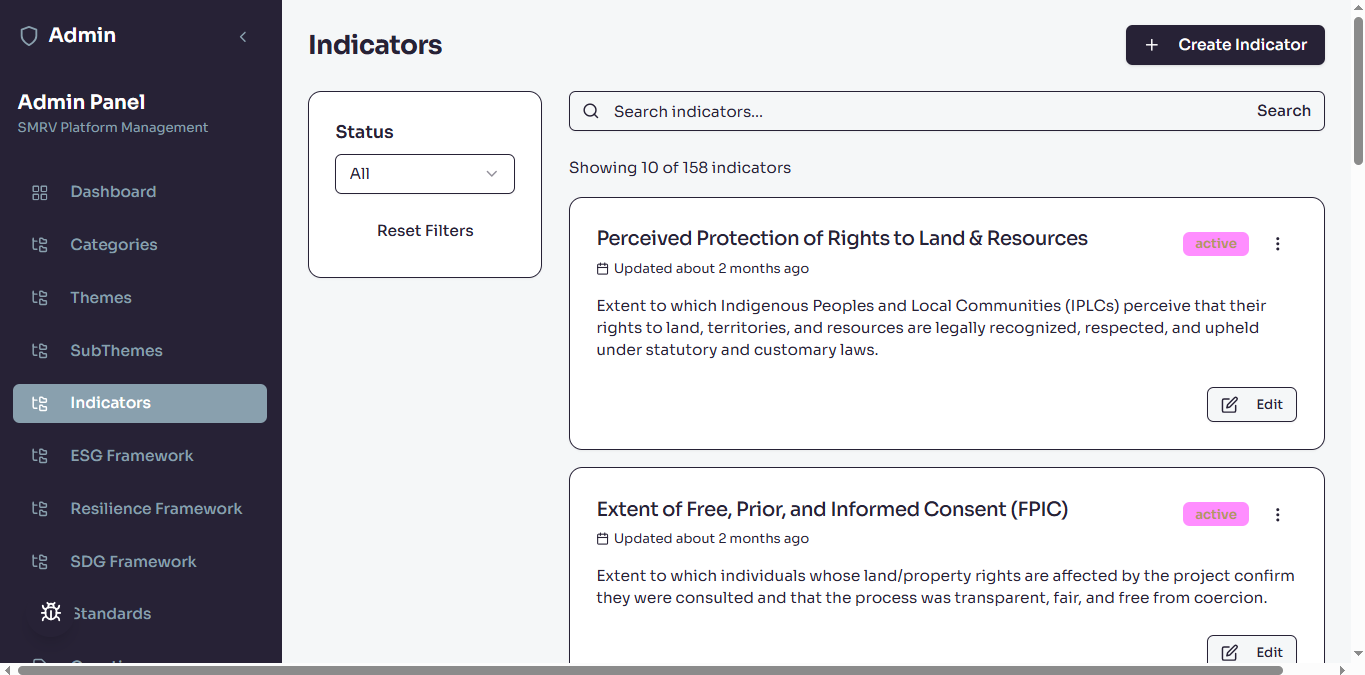 Admin
Admin Panel
SMRV Platform Management
Dashboard
Categories
Themes
SubThemes
Indicators
ESG Framework
Resilience Framework
SDG Framework
Standards
Indicators
Create Indicator
Status
All
Reset Filters
Search indicators...
Search
Showing 10 of 158 indicators
Perceived Protection of Rights to Land & Resources
active
Updated about 2 months ago
Extent to which Indigenous Peoples and Local Communities (IPLCs) perceive that their
rights to land, territories, and resources are legally recognized, respected, and upheld
under statutory and customary laws.
Edit
Extent of Free, Prior, and Informed Consent (FPIC)
active
Updated about 2 months ago
Extent to which individuals whose land/property rights are affected by the project confirm
they were consulted and that the process was transparent, fair, and free from coercion.
Edit